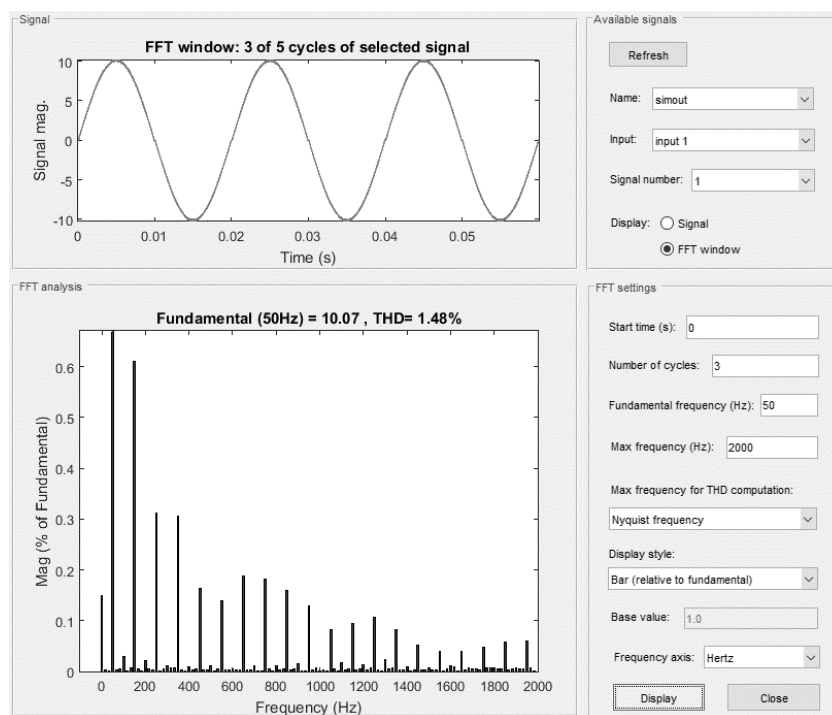 Signal
FFT window: 3 of 5 cycles of selected signal
10
5
0
-5
-10
Signal mag.
0
0.01
0.02
0.03
0.04
0.05
Time (s)
Available signals
Refresh
Name: simout
Input: input 1
Signal number: 1
Display: Signal
FFT window
FFT analysis
Fundamental (50Hz) = 10.07 , THD= 1.48%
0.6
0.5
0.4
0.3
0.2
0.1
0
Mag (% of Fundamental)
0
200
400
600
800
1000
1200
1400
1600
1800
2000
Frequency (Hz)
FFT settings
Start time (s): 0
Number of cycles: 3
Fundamental frequency (Hz): 50
Max frequency (Hz): 2000
Max frequency for THD computation:
Nyquist frequency
Display style:
Bar (relative to fundamental)
Base value: 1.0
Frequency axis: Hertz
Display
Close